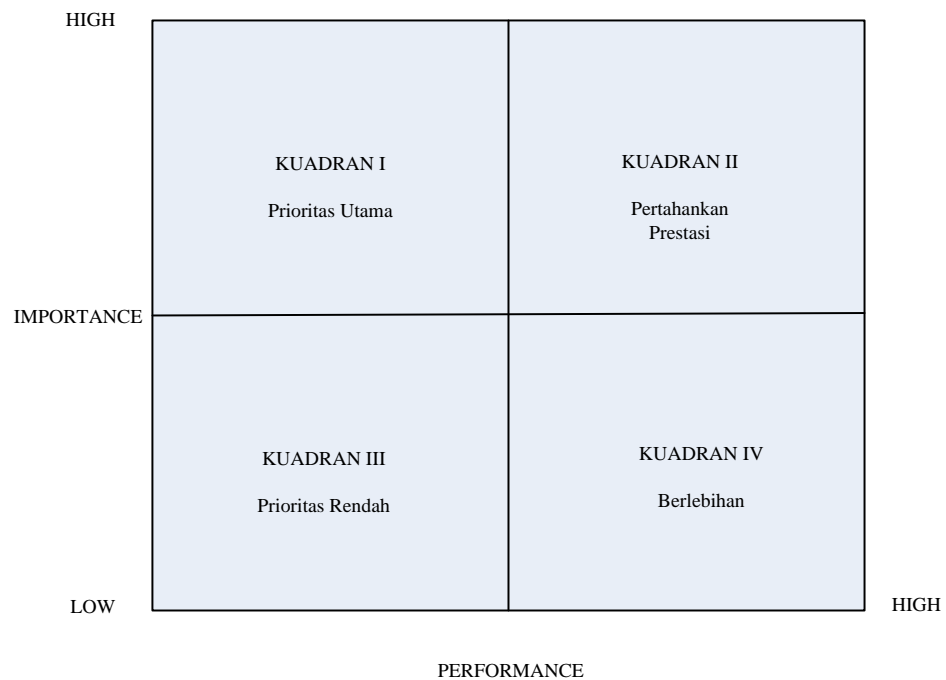 HIGH
KUADRAN I
Prioritas Utama
KUADRAN II
Pertahankan
Prestasi
IMPORTANCE
KUADRAN III
Prioritas Rendah
KUADRAN IV
Berlebihan
LOW
HIGH
PERFORMANCE